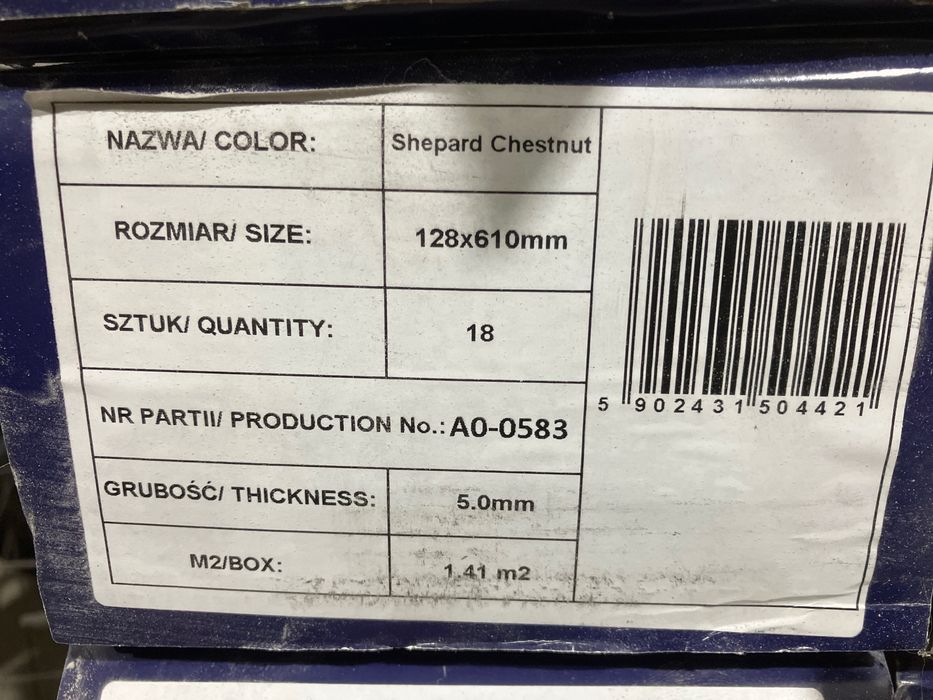 NAZWA/ COLOR: Shepard Chestnut
ROZMIAR/ SIZE: 128x610mm
SZTUK/ QUANTITY: 18
NR PARTII/ PRODUCTION No.: A0-0583
GRUBOŚĆ/ THICKNESS: 5.0mm
M2/BOX: 1.41 m2
5 902431 504421